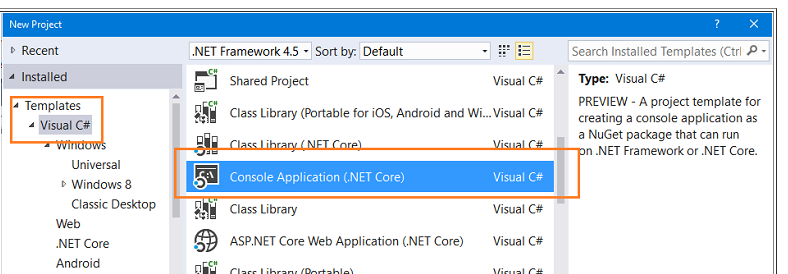 New Project
? ×
Recent
.NET Framework 4.5 Sort by: Default
Search Installed Templates (Ctrl
Installed
Templates
Visual C#
Windows
Universal
Windows 8
Classic Desktop
Web
.NET Core
Android
Shared Project Visual C#
Class Library (Portable for iOS, Android and Wi... Visual C#
Class Library (.NET Core) Visual C#
Console Application (.NET Core) Visual C#
Class Library Visual C#
ASP.NET Core Web Application (.NET Core) Visual C#
Class Library (Portable) Visual C#
Type: Visual C#
PREVIEW - A project template for
creating a console application as
a NuGet package that can run
on .NET Framework or .NET Core.